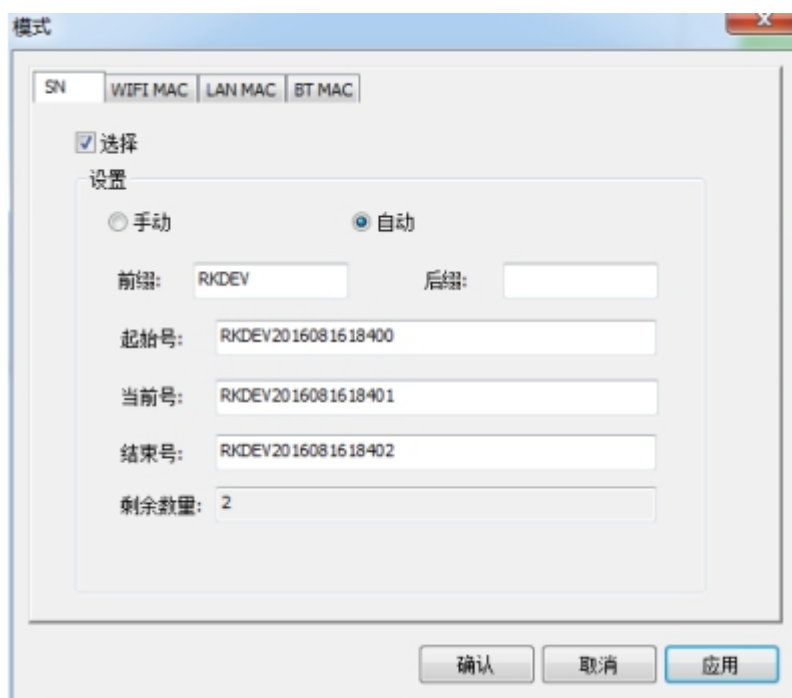 模式
SN WIFI MAC LAN MAC BT MAC
选择
设置
手动 自动
前缀: RKDEV 后缀:
起始号: RKDEV2016081618400
当前号: RKDEV2016081618401
结束号: RKDEV2016081618402
剩余数量: 2
确认 取消 应用